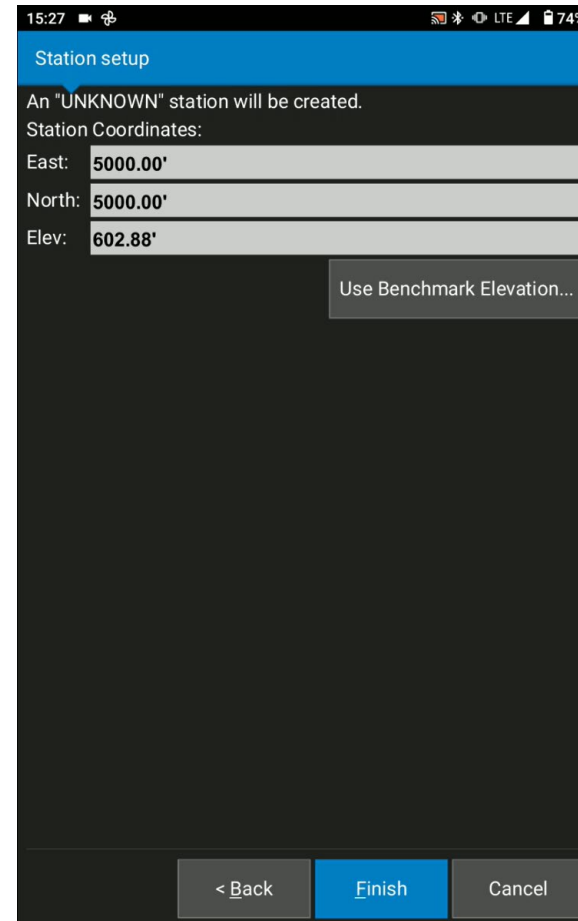 15:27 LTE 74%
Station setup
An "UNKNOWN" station will be created.
Station Coordinates:
East: 5000.00'
North: 5000.00'
Elev: 602.88'
Use Benchmark Elevation...
< Back Finish Cancel